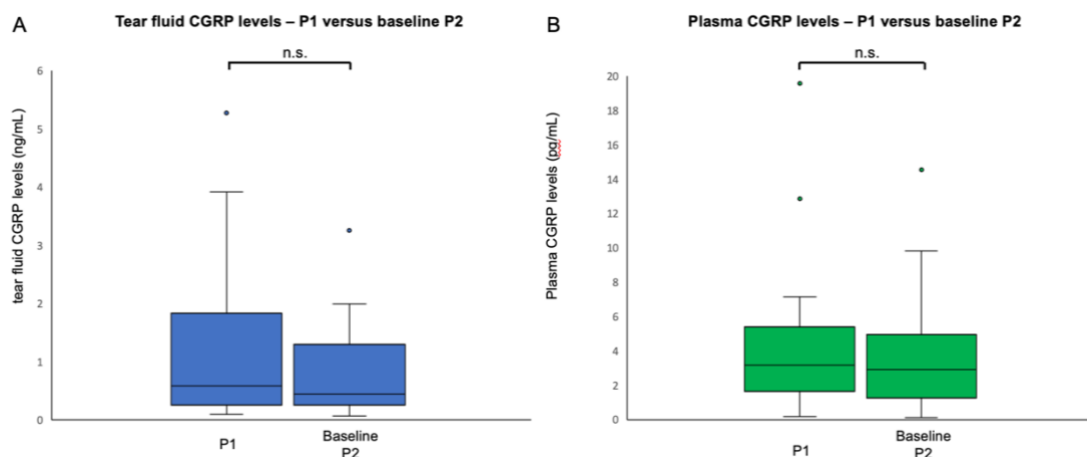 A
Tear fluid CGRP levels – P1 versus baseline P2
n.s.
tear fluid CGRP levels (ng/mL)
6
5
4
3
2
1
0
P1
Baseline
P2
B
Plasma CGRP levels – P1 versus baseline P2
n.s.
Plasma CGRP levels (pg/mL)
20
18
16
14
12
10
8
6
4
2
0
P1
Baseline
P2